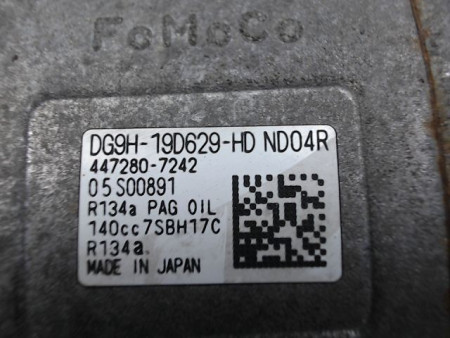 FoMoCo
DG9H-19D629-HD ND04R
447280-7242
05S00891
R134a PAG OIL
140cc7SBH17C
R134a
MADE IN JAPAN